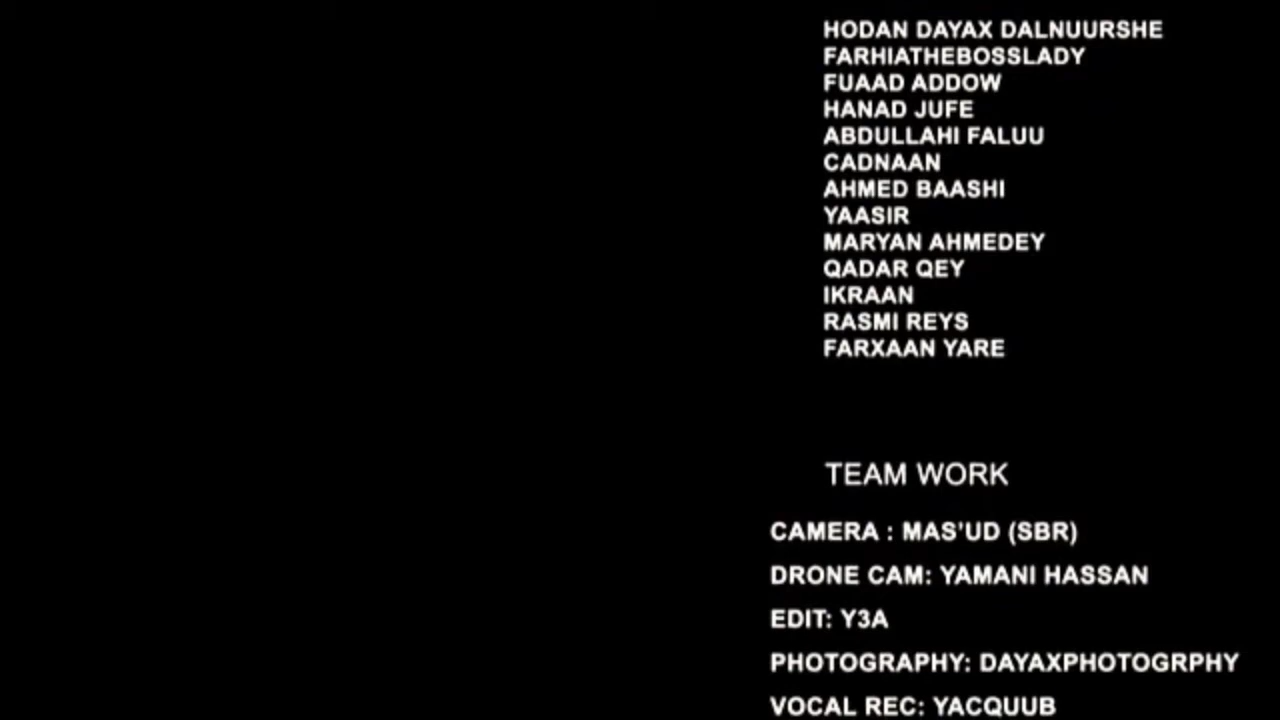 HODAN DAYAX DALNUURSHE
FARHIATHEBOSSLADY
FUAAD ADDOW
HANAD JUFE
ABDULLAHI FALUU
CADNAAN
AHMED BAASHI
YAASIR
MARYAN AHMEDEY
QADAR QEY
IKRAAN
RASMI REYS
FARXAAN YARE
TEAM WORK
CAMERA : MAS’UD (SBR)
DRONE CAM: YAMANI HASSAN
EDIT: Y3A
PHOTOGRAPHY: DAYAXPHOTOGRPHY
VOCAL REC: YACQUUB